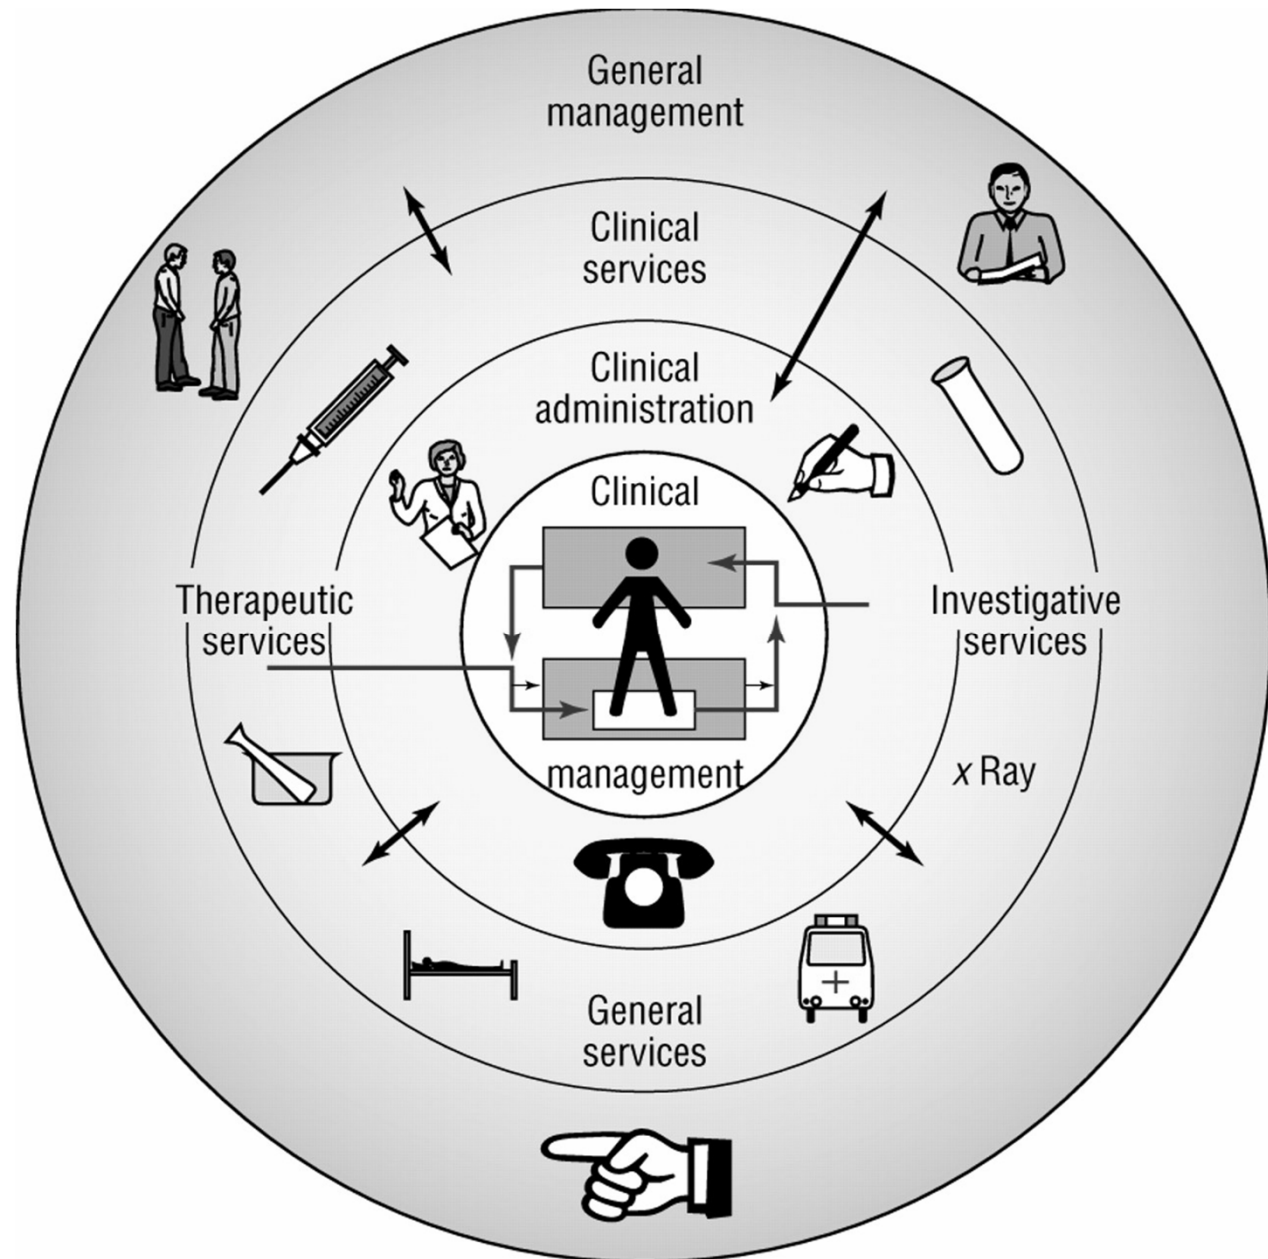 General
management
Clinical
services
Clinical
administration
Clinical
Therapeutic
services
Investigative
services
management
x Ray
General
services